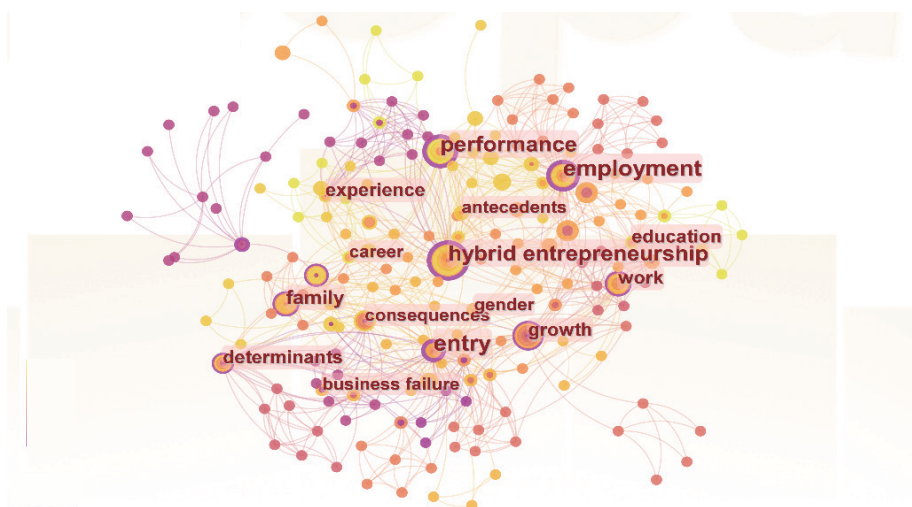 performance
employment
experience
antecedents
education
career
hybrid entrepreneurship
work
family
gender
consequences
growth
entry
determinants
business failure